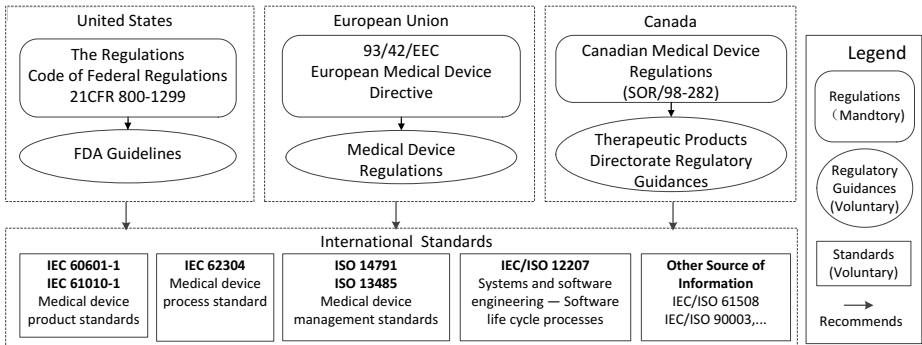 United States
The Regulations
Code of Federal Regulations
21CFR 800-1299
FDA Guidelines
European Union
93/42/EEC
European Medical Device
Directive
Medical Device
Regulations
Canada
Canadian Medical Device
Regulations
(SOR/98-282)
Therapeutic Products
Directorate Regulatory
Guidances
International Standards
IEC 60601-1
IEC 61010-1
Medical device
product standards
IEC 62304
Medical device
process standard
ISO 14791
ISO 13485
Medical device
management standards
IEC/ISO 12207
Systems and software
engineering — Software
life cycle processes
Other Source of
Information
IEC/ISO 61508
IEC/ISO 90003,...
Legend
Regulations
（Mandtory)
Regulatory
Guidances
(Voluntary)
Standards
(Voluntary)
Recommends